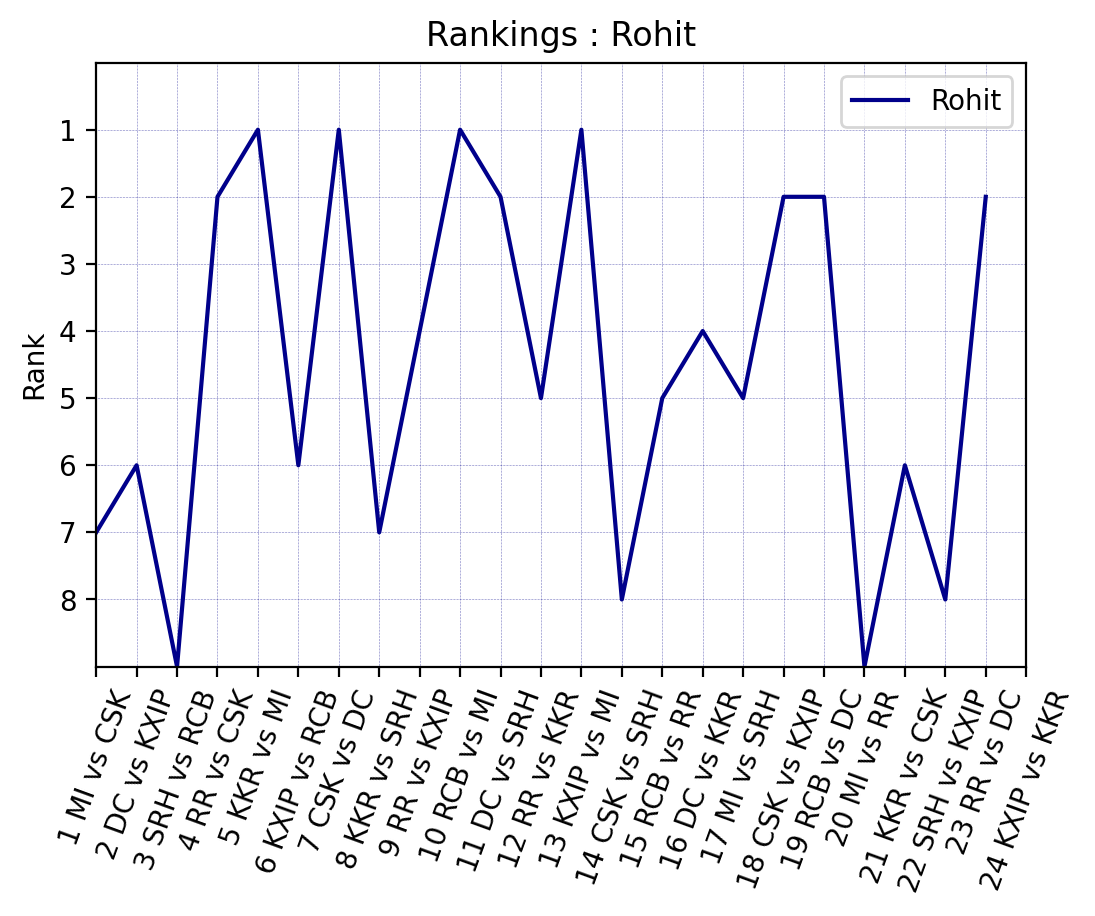 Rankings : Rohit
Rohit
Rank
1
2
3
4
5
6
7
8
1 MI vs CSK
2 DC vs KXIP
3 SRH vs RCB
4 RR vs CSK
5 KKR vs MI
6 KXIP vs RCB
7 CSK vs DC
8 KKR vs SRH
9 RR vs KXIP
10 RCB vs MI
11 DC vs SRH
12 RR vs KKR
13 KXIP vs MI
14 CSK vs SRH
15 RCB vs RR
16 DC vs KKR
17 MI vs SRH
18 CSK vs KXIP
19 RCB vs DC
20 MI vs RR
21 KKR vs CSK
22 SRH vs KXIP
23 RR vs DC
24 KXIP vs KKR